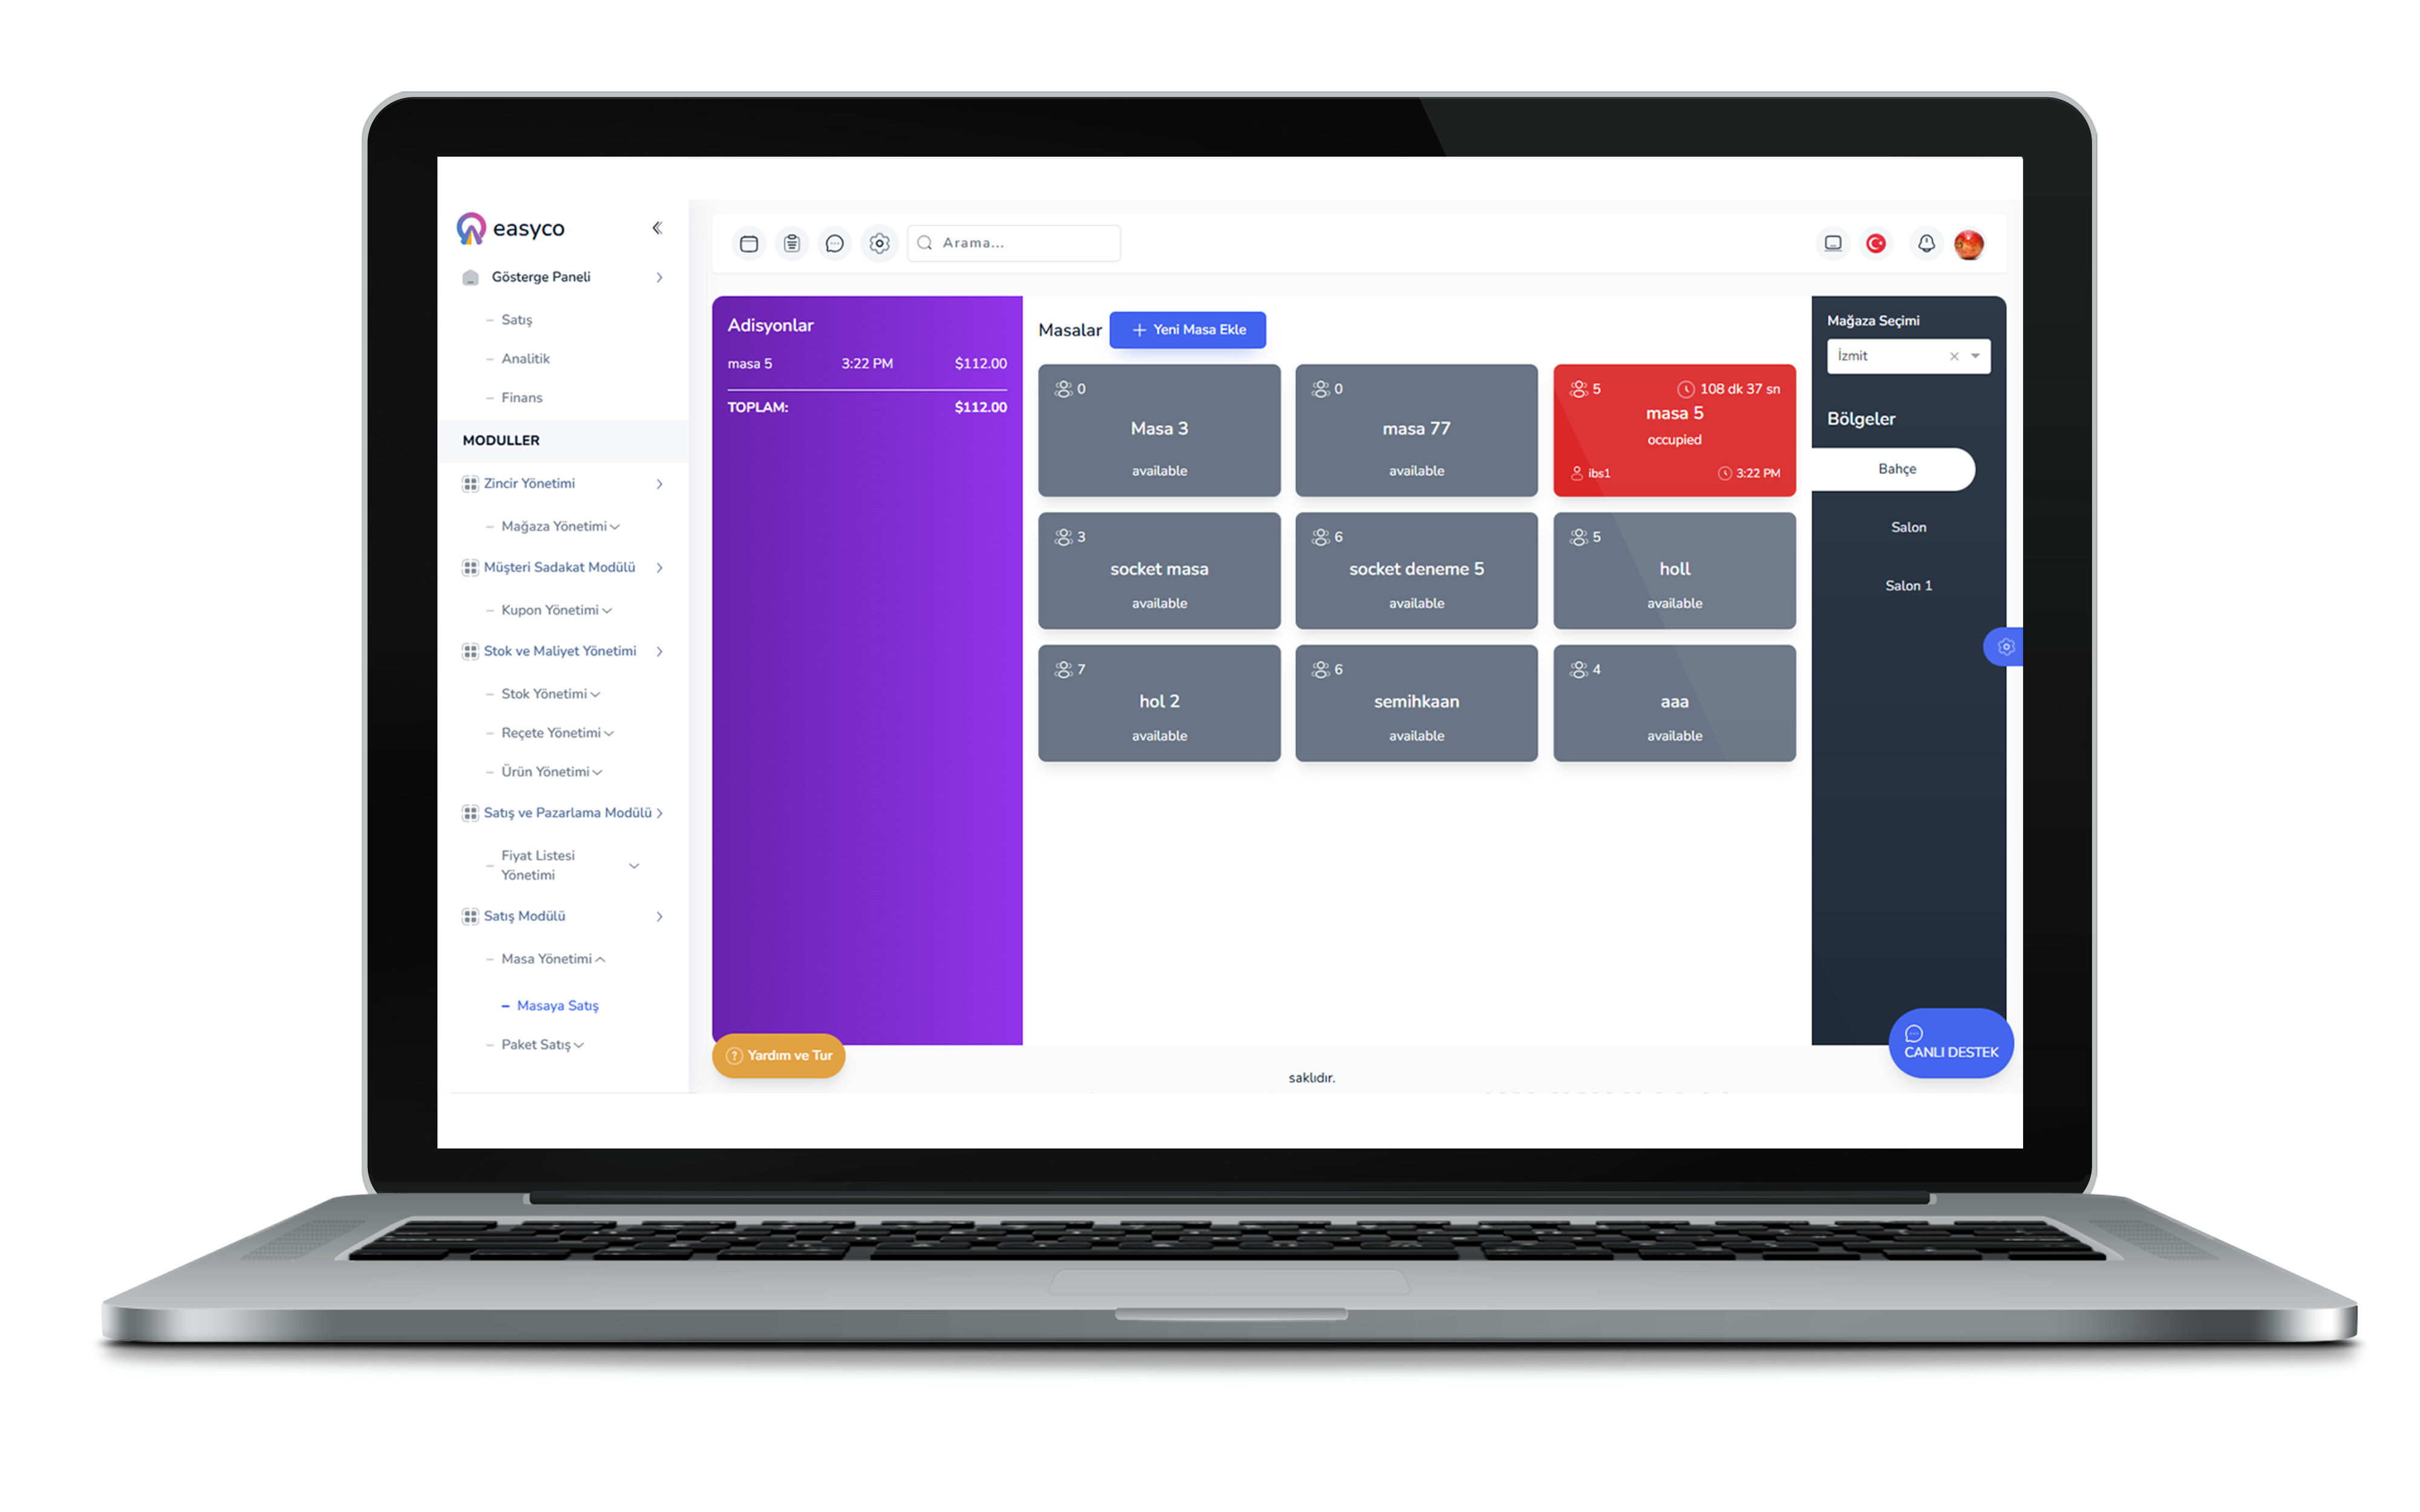 easyco
Gösterge Paneli
Satış
Analitik
Finans
MODULLER
Zincir Yönetimi
Mağaza Yönetimi
Müşteri Sadakat Modülü
Kupon Yönetimi
Stok ve Maliyet Yönetimi
Stok Yönetimi
Reçete Yönetimi
Ürün Yönetimi
Satış ve Pazarlama Modülü
Fiyat Listesi
Yönetimi
Satış Modülü
Masa Yönetimi
Masaya Satış
Paket Satış
Arama...
Adisyonlar
masa 5 3:22 PM $112.00
TOPLAM: $112.00
Yardım ve Tur
Masalar + Yeni Masa Ekle
0
Masa 3
available
0
masa 77
available
5 108 dk 37 sn
masa 5
occupied
ibs1 3:22 PM
3
socket masa
available
6
socket deneme 5
available
5
holl
available
7
hol 2
available
6
semihkaan
available
4
aaa
available
Mağaza Seçimi
İzmit
Bölgeler
Bahçe
Salon
Salon 1
CANLI DESTEK
saklıdır.